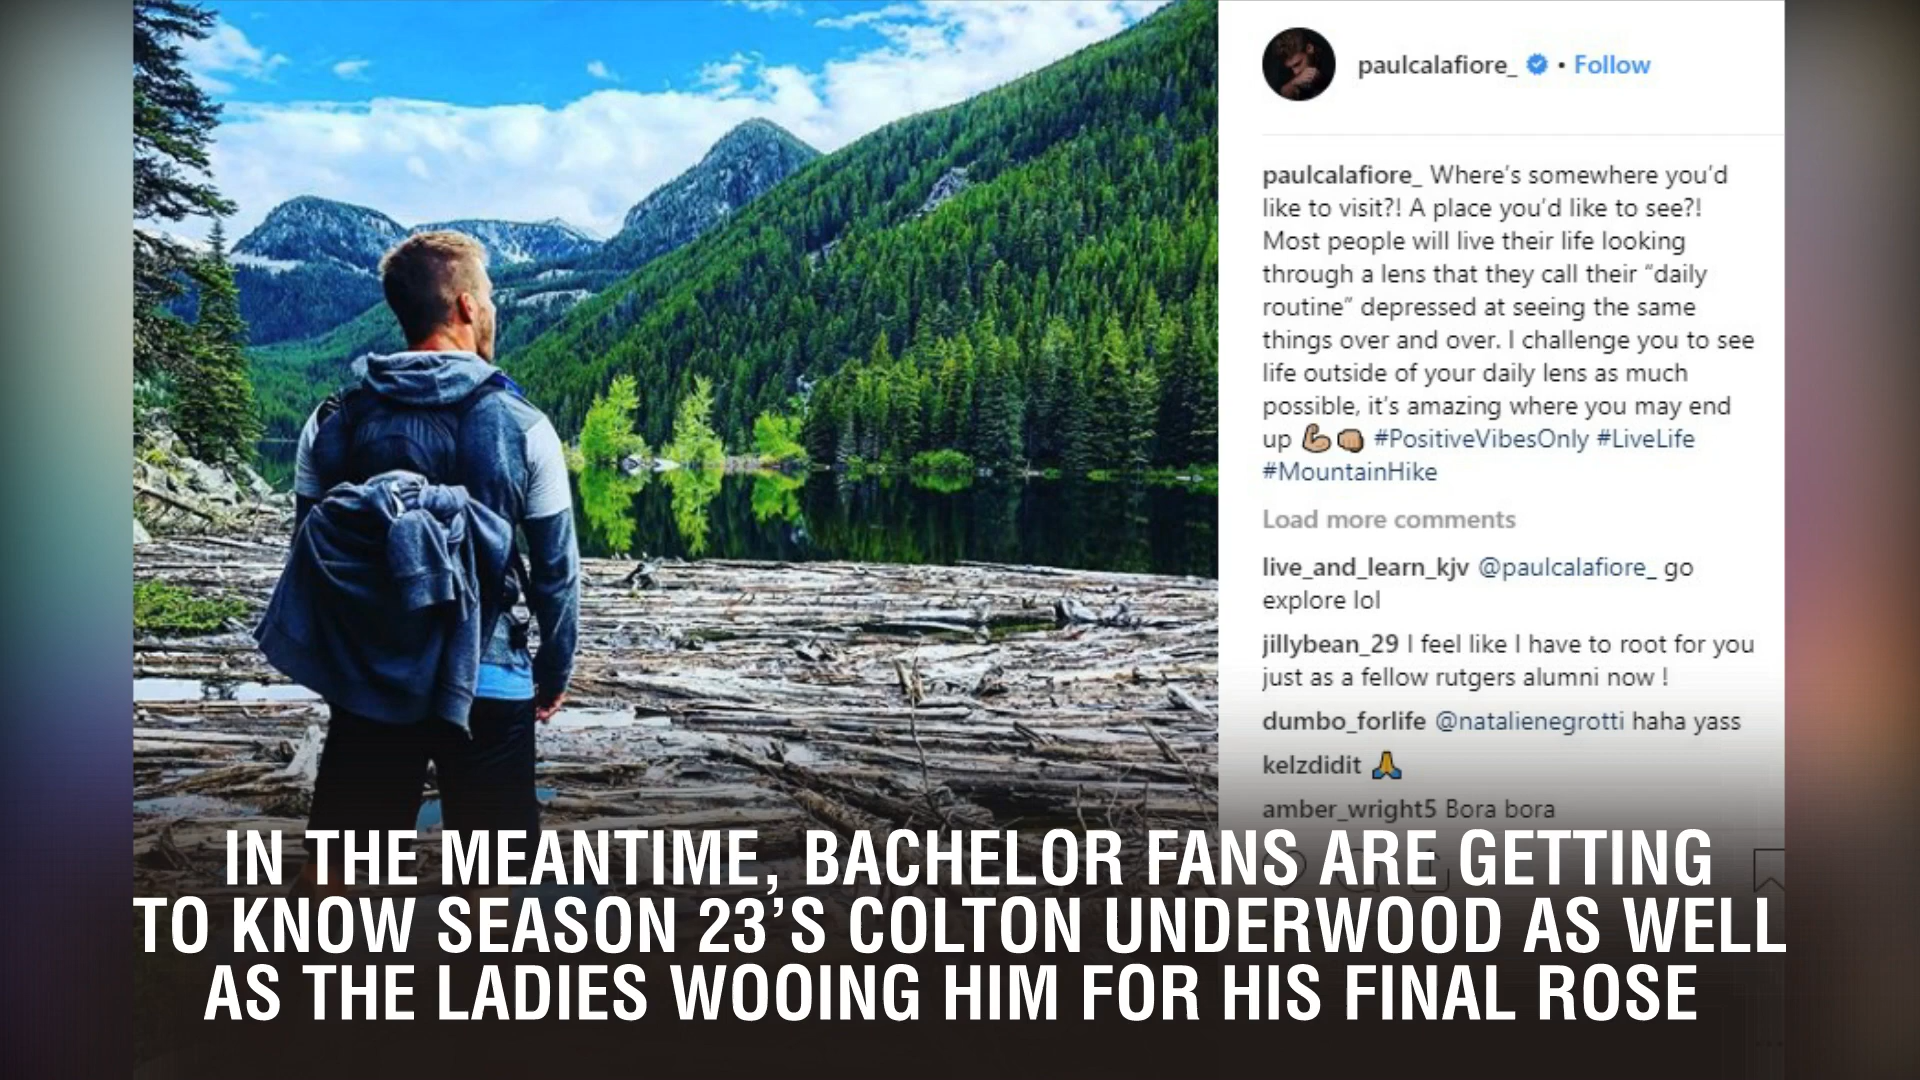 paulcalafiore_ • Follow
paulcalafiore_ Where's somewhere you'd
like to visit?! A place you'd like to see?!
Most people will live their life looking
through a lens that they call their “daily
routine” depressed at seeing the same
things over and over. I challenge you to see
life outside of your daily lens as much
possible, it's amazing where you may end
up 💪🏼👊🏼 #PositiveVibesOnly #LiveLife
#MountainHike
Load more comments
live_and_learn_kjv @paulcalafiore_ go
explore lol
jillybean_29 I feel like I have to root for you
just as a fellow rutgers alumni now !
dumbo_forlife @natalienegrotti haha yass
kelzdidit 🙏
amber_wright5 Bora bora
IN THE MEANTIME, BACHELOR FANS ARE GETTING
TO KNOW SEASON 23’S COLTON UNDERWOOD AS WELL
AS THE LADIES WOOING HIM FOR HIS FINAL ROSE